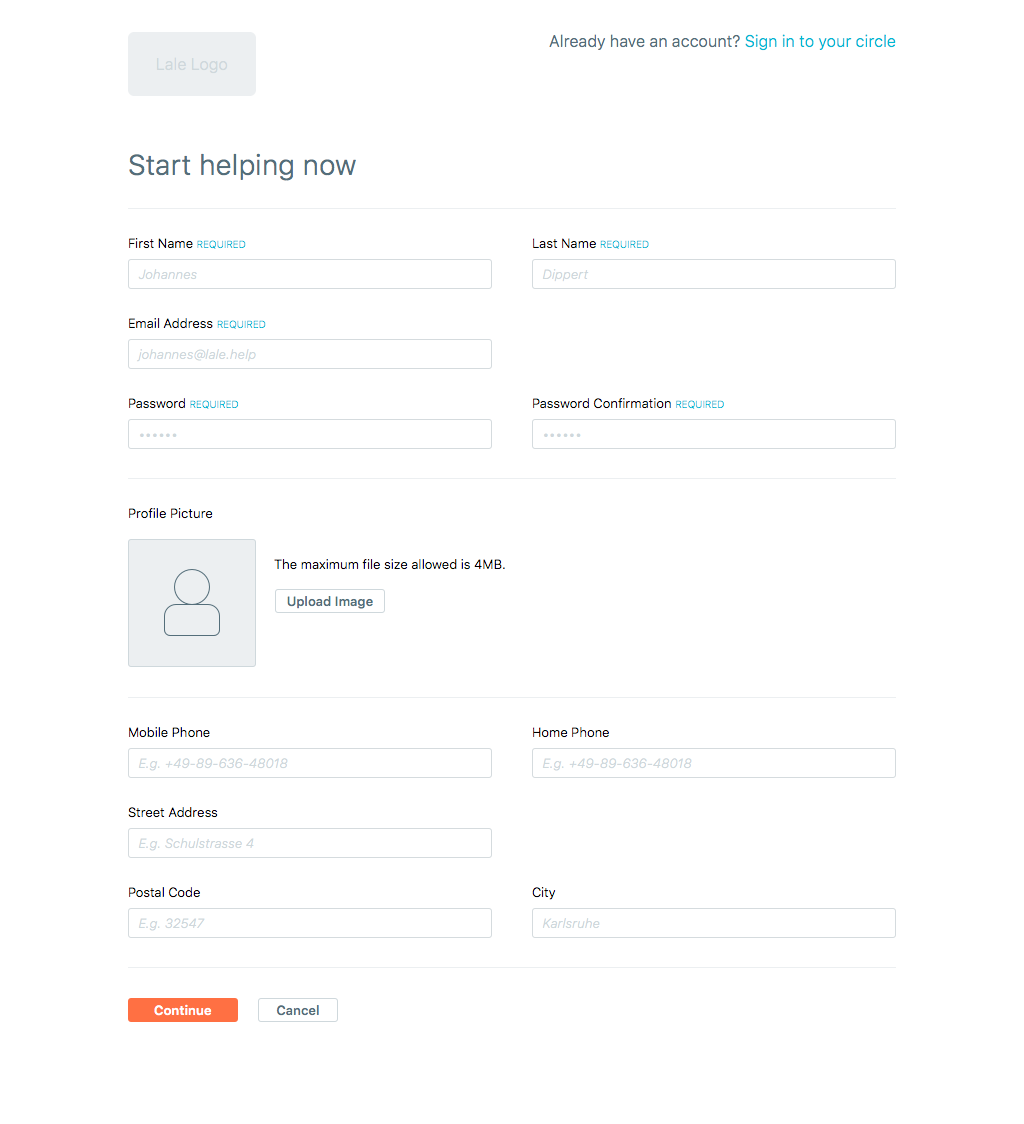 Lale Logo
Already have an account? Sign in to your circle
Start helping now
First Name REQUIRED
Last Name REQUIRED
Johannes
Dippert
Email Address REQUIRED
johannes@lale.help
Password REQUIRED
Password Confirmation REQUIRED
••••••
••••••
Profile Picture
The maximum file size allowed is 4MB.
Upload Image
Mobile Phone
Home Phone
E.g. +49-89-636-48018
E.g. +49-89-636-48018
Street Address
E.g. Schulstrasse 4
Postal Code
City
E.g. 32547
Karlsruhe
Continue
Cancel